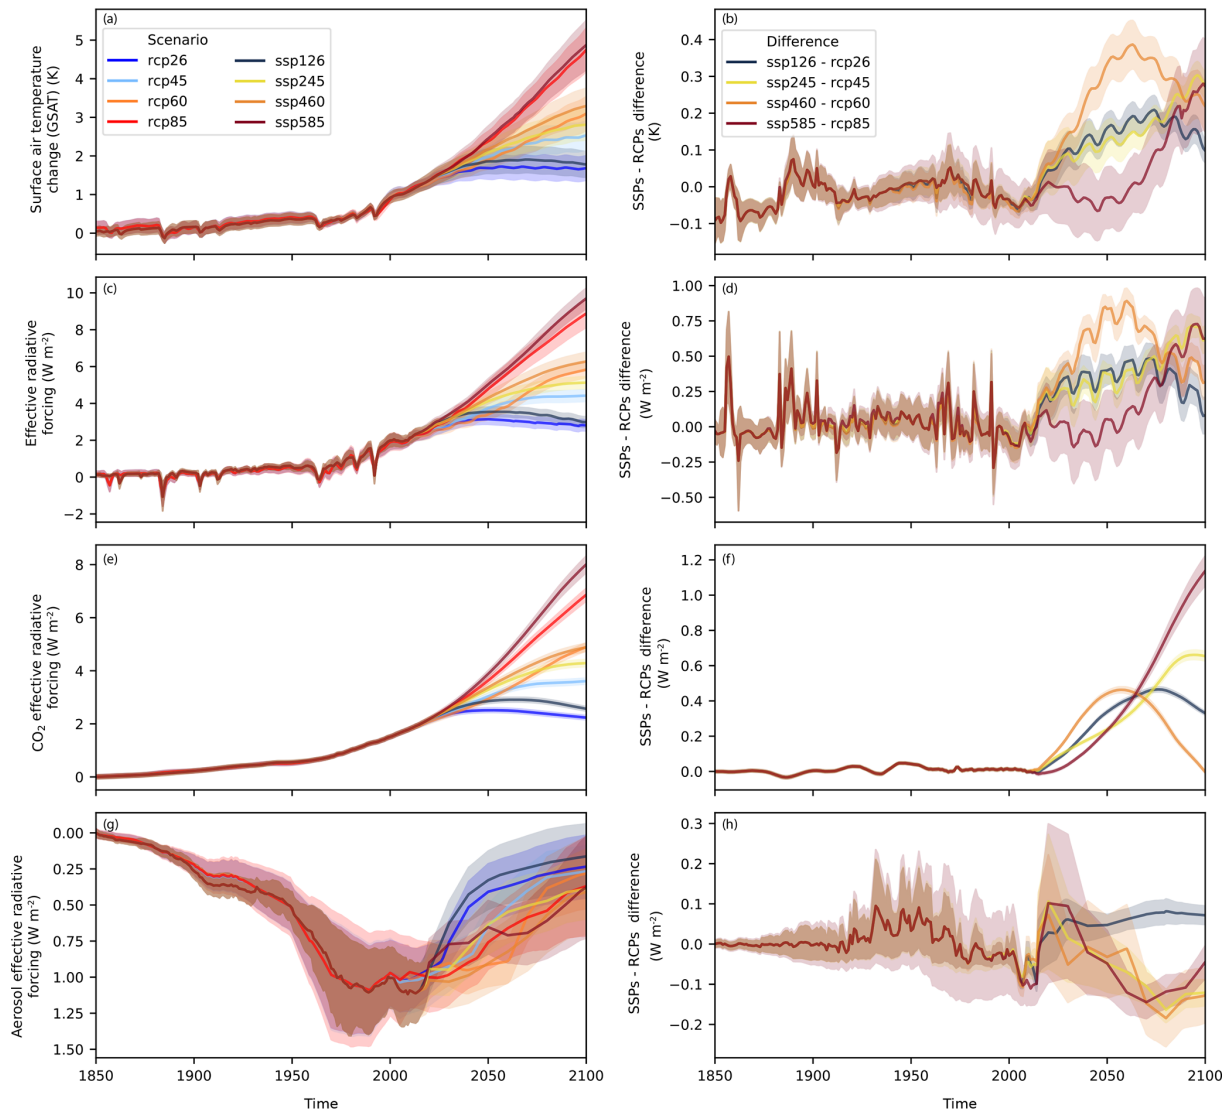 (a)
Scenario
rcp26
rcp45
rcp60
rcp85
ssp126
ssp245
ssp460
ssp585
Surface air temperature
change (GSAT) (K)
5
4
3
2
1
0
(b)
Difference
ssp126 - rcp26
ssp245 - rcp45
ssp460 - rcp60
ssp585 - rcp85
SSPs - RCPs difference
(K)
0.4
0.3
0.2
0.1
0.0
−0.1
(c)
Effective radiative
forcing (W m⁻²)
10
8
6
4
2
0
−2
(d)
SSPs - RCPs difference
(W m⁻²)
1.00
0.75
0.50
0.25
0.00
−0.25
−0.50
(e)
CO₂ effective radiative
forcing (W m⁻²)
8
6
4
2
0
(f)
SSPs - RCPs difference
(W m⁻²)
1.2
1.0
0.8
0.6
0.4
0.2
0.0
(g)
Aerosol effective radiative
forcing (W m⁻²)
0.00
0.25
0.50
0.75
1.00
1.25
1.50
1850
1900
1950
2000
2050
2100
Time
(h)
SSPs - RCPs difference
(W m⁻²)
0.3
0.2
0.1
0.0
−0.1
−0.2
1850
1900
1950
2000
2050
2100
Time